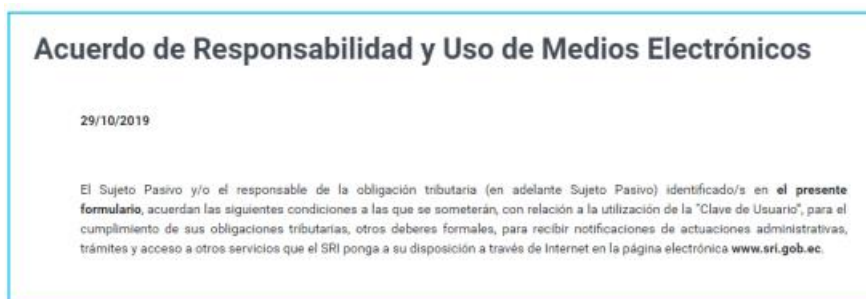 Acuerdo de Responsabilidad y Uso de Medios Electrónicos
29/10/2019
El Sujeto Pasivo y/o el responsable de la obligación tributaria (en adelante Sujeto Pasivo) identificado/s en el presente
formulario, acuerdan las siguientes condiciones a las que se someterán, con relación a la utilización de la "Clave de Usuario", para el
cumplimiento de sus obligaciones tributarias, otros deberes formales, para recibir notificaciones de actuaciones administrativas,
trámites y acceso a otros servicios que el SRI ponga a su disposición a través de Internet en la página electrónica www.sri.gob.ec.